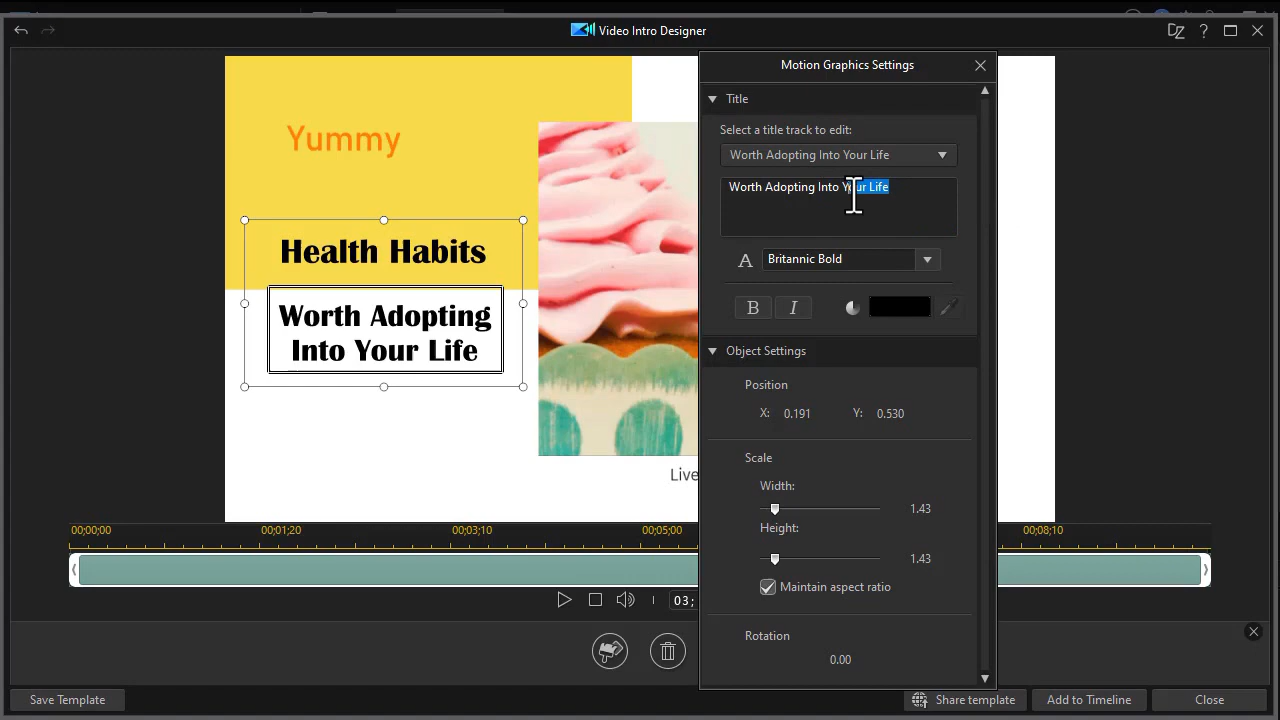 Video Intro Designer
Motion Graphics Settings
Title
Select a title track to edit:
Worth Adopting Into Your Life
Worth Adopting Into Your Life
A
Britannic Bold
B
I
Object Settings
Position
X: 0.191 Y: 0.530
Scale
Width:
1.43
Height:
1.43
Maintain aspect ratio
Rotation
0.00
Yummy
Health Habits
Worth Adopting
Into Your Life
Live
00;00;00 00;01;20 00;03;10 00;05;00 00;08;10
03;
Save Template
Share template
Add to Timeline
Close